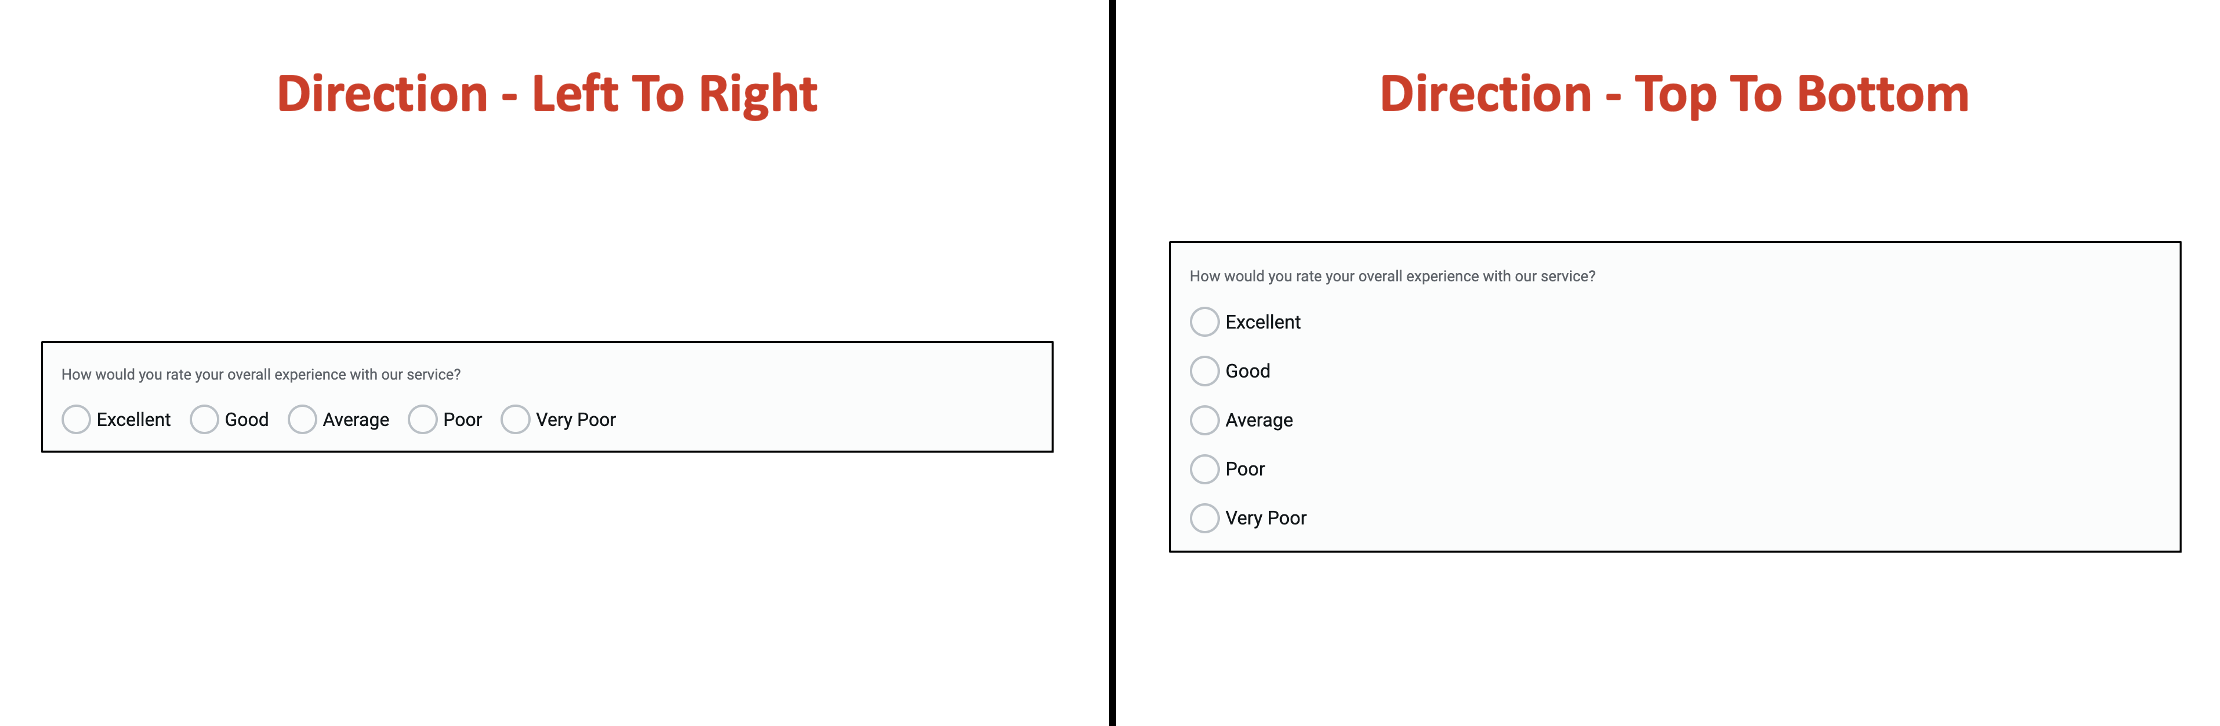 Direction - Left To Right
How would you rate your overall experience with our service?
Excellent Good Average Poor Very Poor
Direction - Top To Bottom
How would you rate your overall experience with our service?
Excellent
Good
Average
Poor
Very Poor